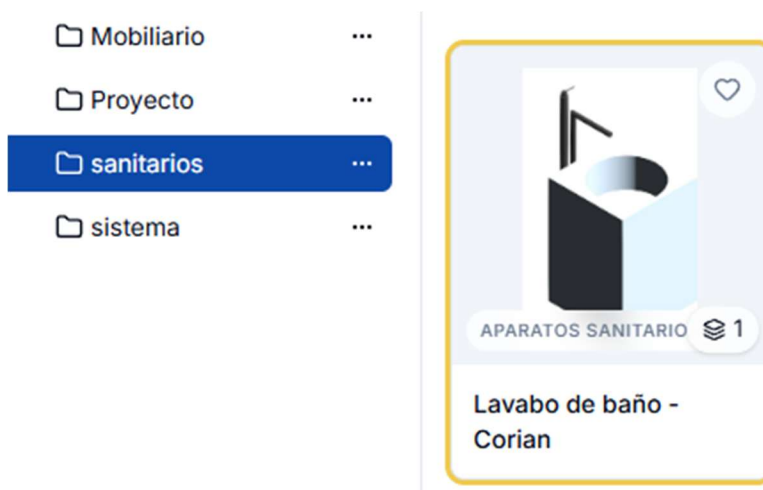 Mobiliario
Proyecto
sanitarios
sistema
APARATOS SANITARIO
1
Lavabo de baño -
Corian